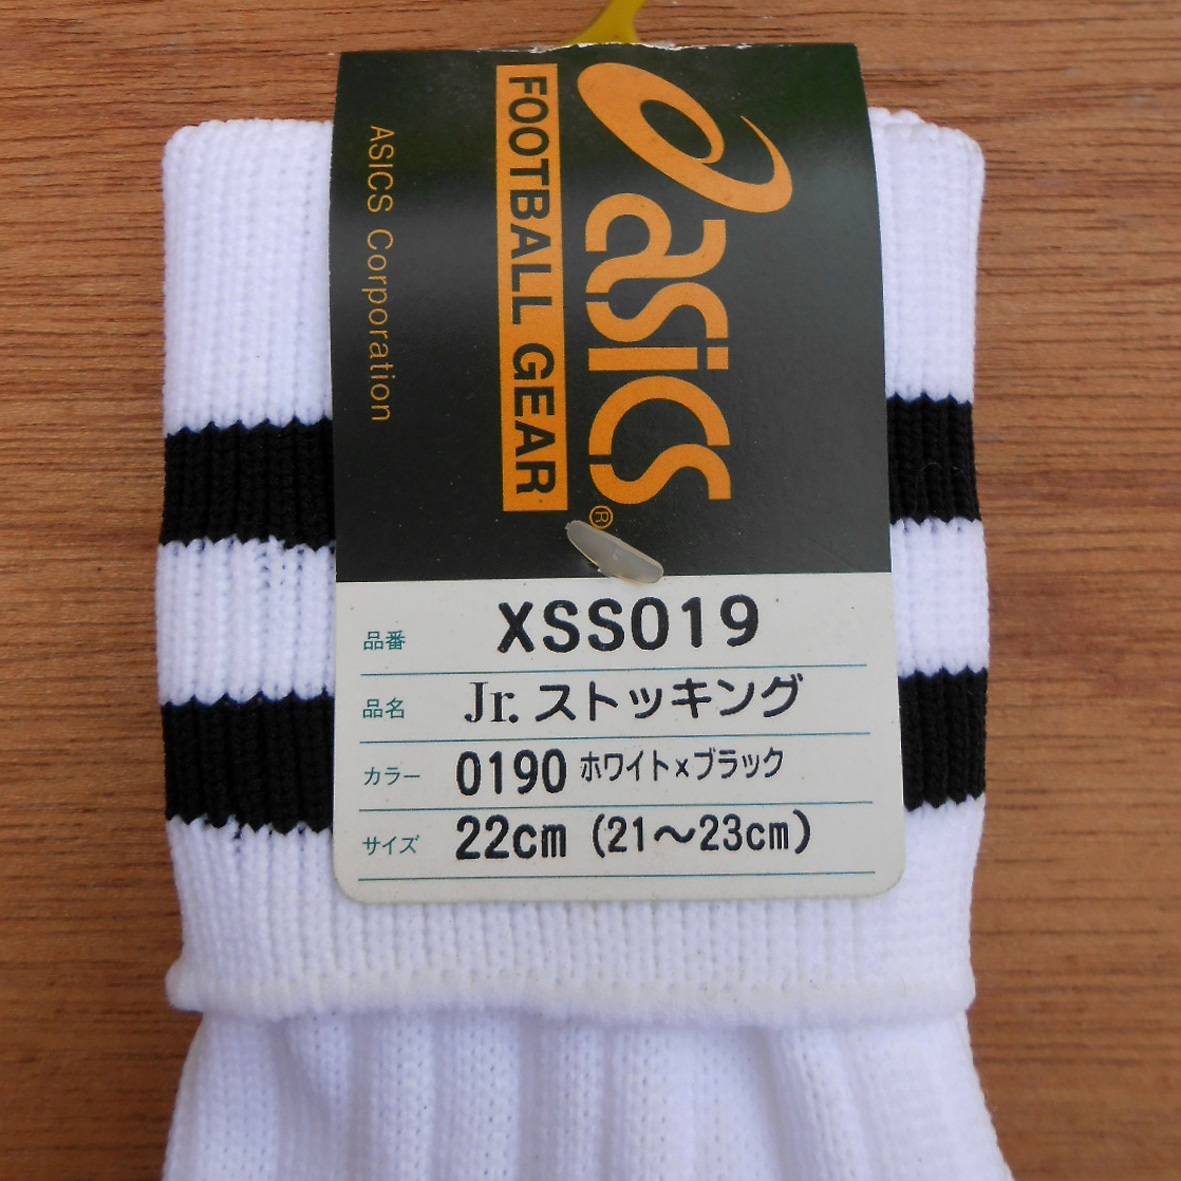 asics®
FOOTBALL GEAR
ASICS Corporation
品番 XSS019
品名 Jr.ストッキング
カラー 0190 ホワイト×ブラック
サイズ 22cm (21～23cm)